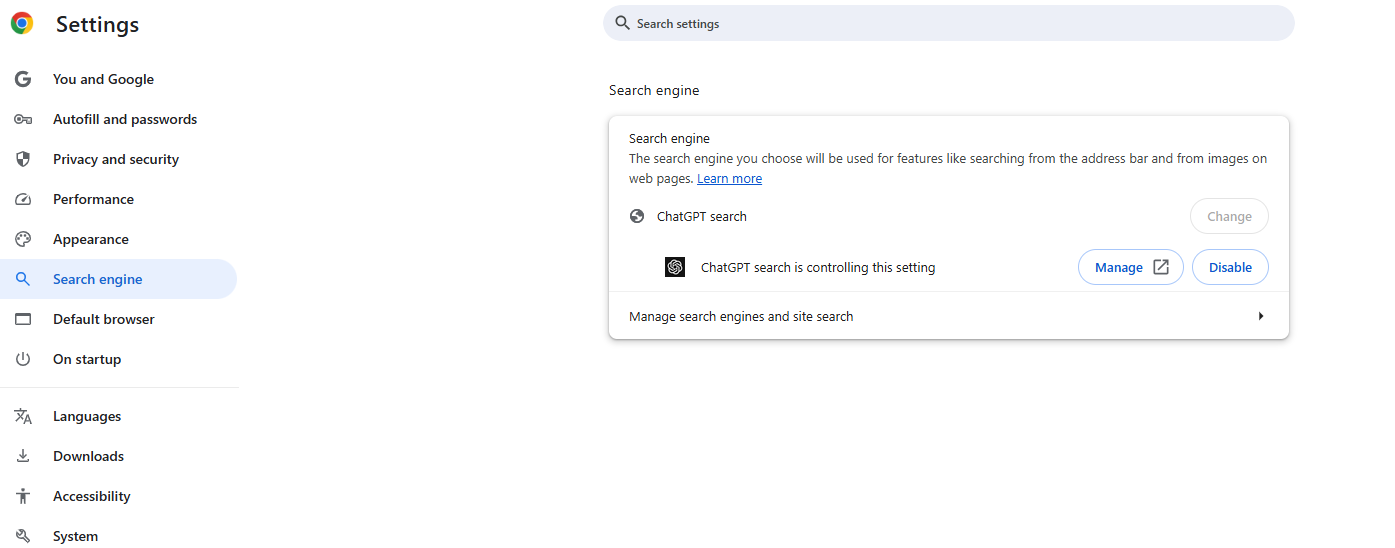 Settings
Search settings
You and Google
Autofill and passwords
Privacy and security
Performance
Appearance
Search engine
Default browser
On startup
Languages
Downloads
Accessibility
System
Search engine
Search engine
The search engine you choose will be used for features like searching from the address bar and from images on
web pages. Learn more
ChatGPT search
Change
ChatGPT search is controlling this setting
Manage
Disable
Manage search engines and site search